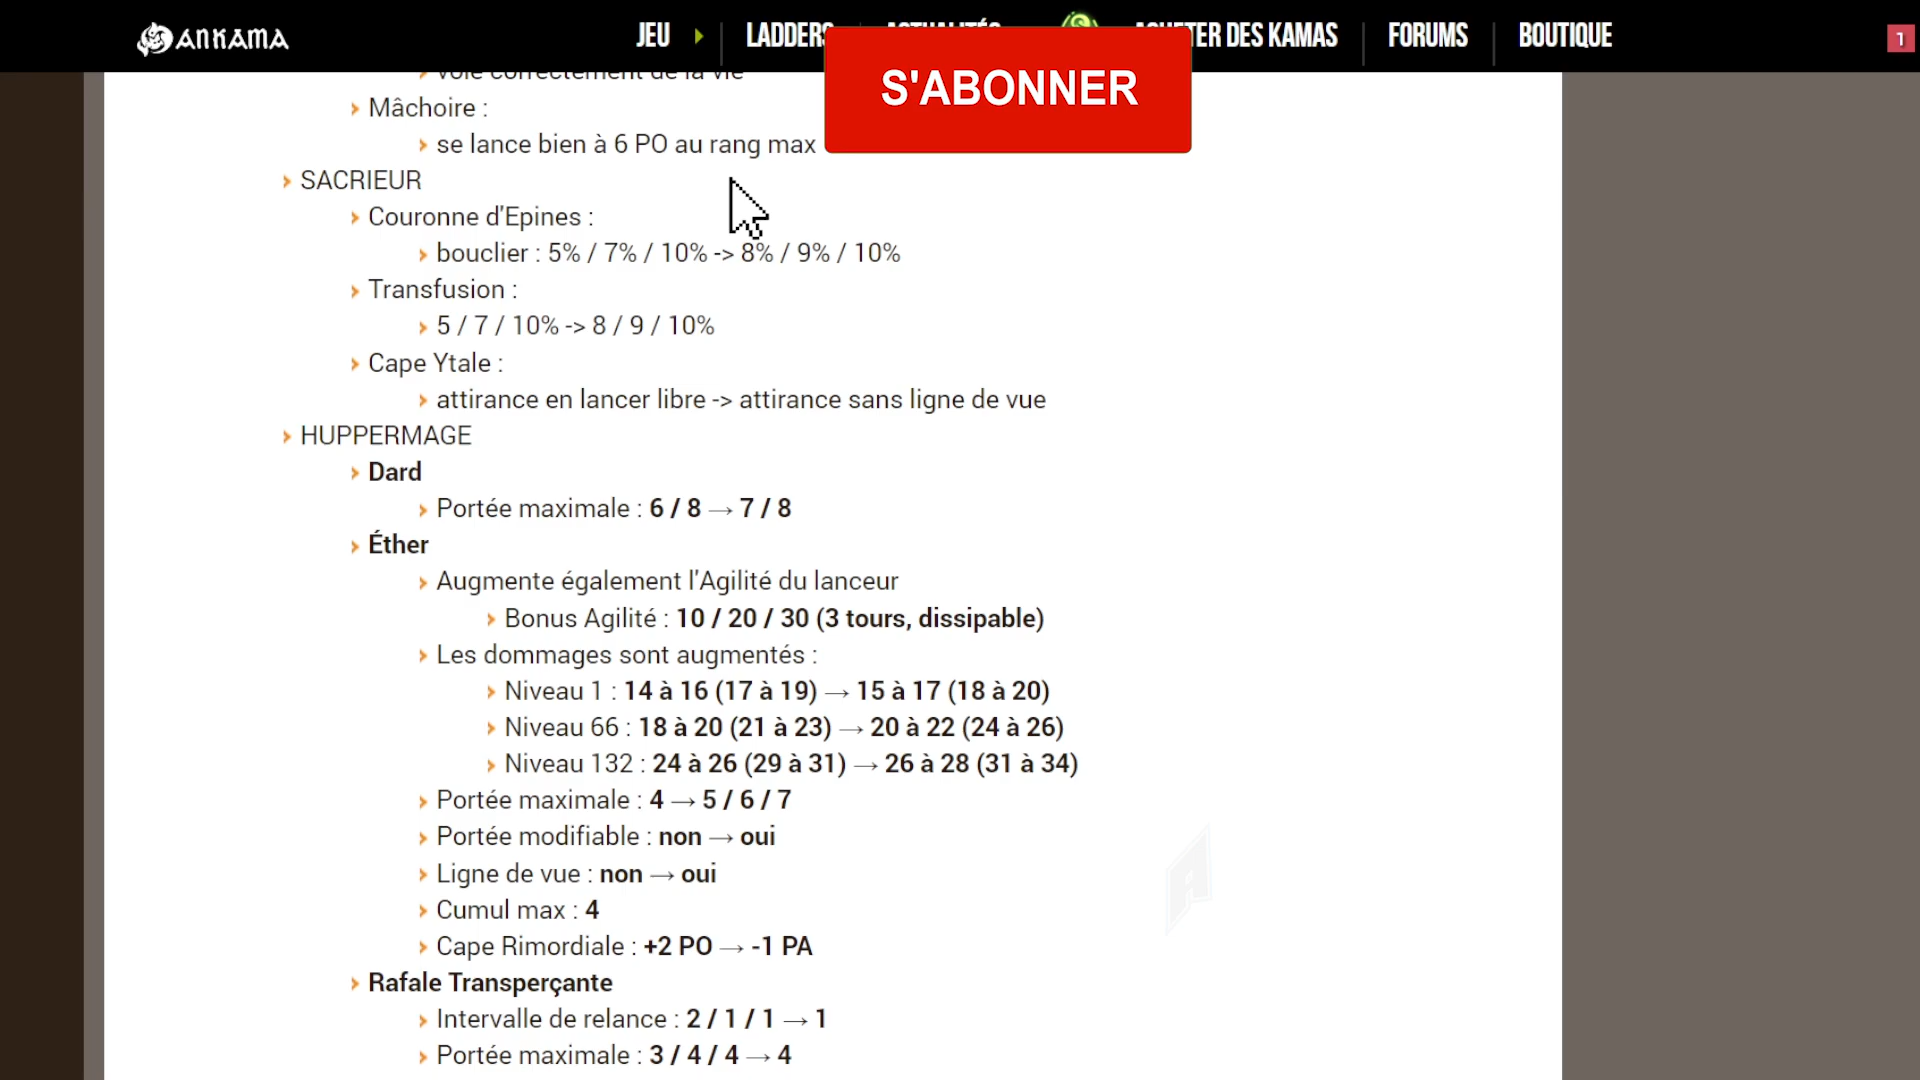 ANKAMA
JEU
LADDERS
ACTUALITÉS
ACHETER DES KAMAS
FORUMS
BOUTIQUE
1
S'ABONNER
voie correctement de la vie
Mâchoire :
se lance bien à 6 PO au rang max
SACRIEUR
Couronne d'Epines :
bouclier : 5% / 7% / 10% -> 8% / 9% / 10%
Transfusion :
5 / 7 / 10% -> 8 / 9 / 10%
Cape Ytale :
attirance en lancer libre -> attirance sans ligne de vue
HUPPERMAGE
Dard
Portée maximale : 6 / 8 → 7 / 8
Éther
Augmente également l'Agilité du lanceur
Bonus Agilité : 10 / 20 / 30 (3 tours, dissipable)
Les dommages sont augmentés :
Niveau 1 : 14 à 16 (17 à 19) → 15 à 17 (18 à 20)
Niveau 66 : 18 à 20 (21 à 23) → 20 à 22 (24 à 26)
Niveau 132 : 24 à 26 (29 à 31) → 26 à 28 (31 à 34)
Portée maximale : 4 → 5 / 6 / 7
Portée modifiable : non → oui
Ligne de vue : non → oui
Cumul max : 4
Cape Rimordiale : +2 PO → -1 PA
Rafale Transperçante
Intervalle de relance : 2 / 1 / 1 → 1
Portée maximale : 3 / 4 / 4 → 4